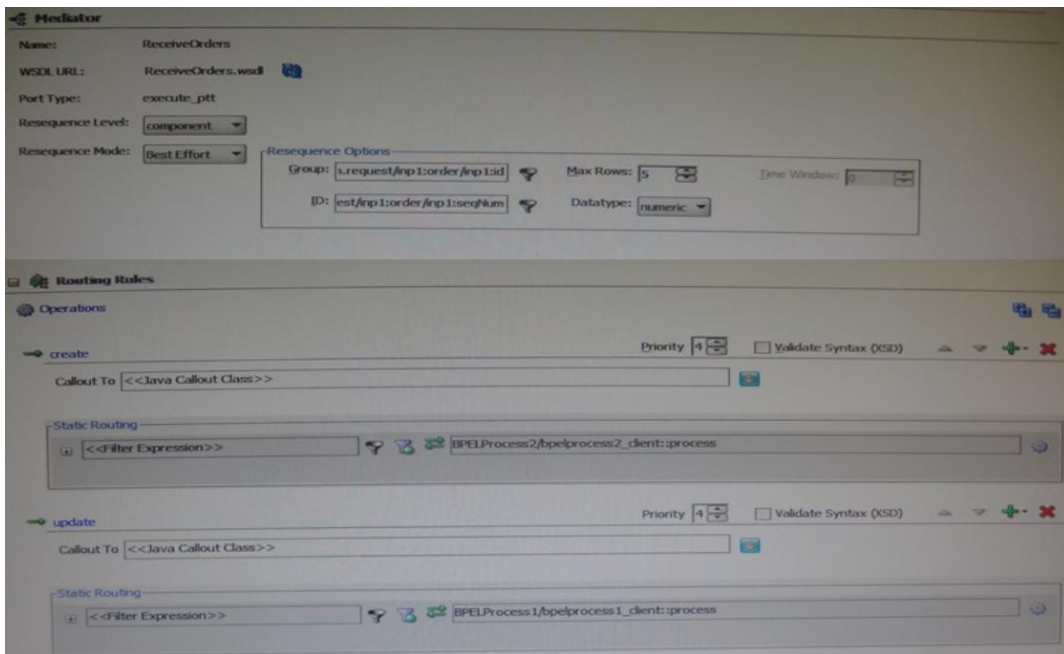 Mediator
Name: ReceiveOrders
WSDL URL: ReceiveOrders.wsdl
Port Type: execute_ptt
Resequence Level: component
Resequence Mode: Best Effort
Resequence Options
Group: .request/inp1:order/inp1:id Max Rows: 5 Time Window: 0
ID: est/inp1:order/inp1:seqNum Datatype: numeric
Routing Rules
Operations
create Priority 4 Validate Syntax (XSD)
Callout To <<Java Callout Class>>
Static Routing
<<Filter Expression>> BPELProcess2/bpelprocess2_client::process
update Priority 4 Validate Syntax (XSD)
Callout To <<Java Callout Class>>
Static Routing
<<Filter Expression>> BPELProcess1/bpelprocess1_client::process